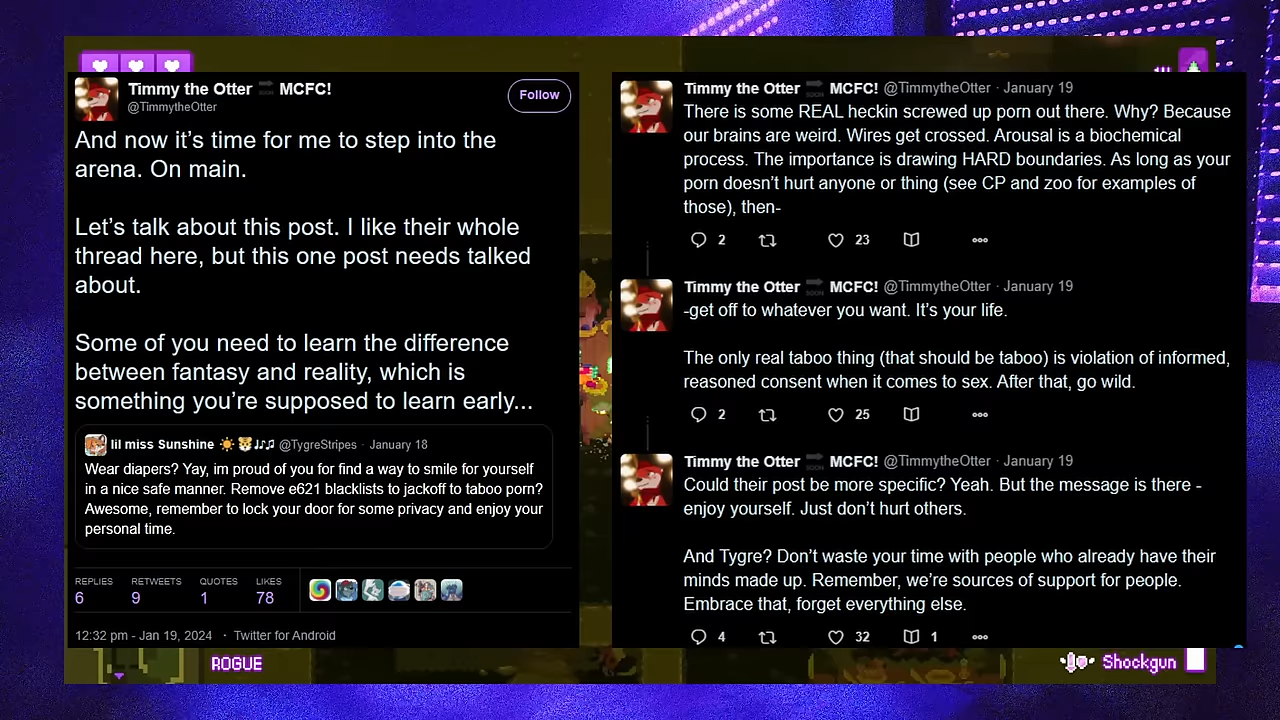 Timmy the Otter SOON MCFC!
@TimmytheOtter
Follow
And now it’s time for me to step into the
arena. On main.
Let’s talk about this post. I like their whole
thread here, but this one post needs talked
about.
Some of you need to learn the difference
between fantasy and reality, which is
something you’re supposed to learn early...
lil miss Sunshine ☀️🐯🎶 @TygreStripes · January 18
Wear diapers? Yay, im proud of you for find a way to smile for yourself
in a nice safe manner. Remove e621 blacklists to jackoff to taboo porn?
Awesome, remember to lock your door for some privacy and enjoy your
personal time.
REPLIES RETWEETS QUOTES LIKES
6 9 1 78
12:32 pm - Jan 19, 2024 · Twitter for Android
Timmy the Otter SOON MCFC! @TimmytheOtter · January 19
There is some REAL heckin screwed up porn out there. Why? Because
our brains are weird. Wires get crossed. Arousal is a biochemical
process. The importance is drawing HARD boundaries. As long as your
porn doesn’t hurt anyone or thing (see CP and zoo for examples of
those), then-
2 23
Timmy the Otter SOON MCFC! @TimmytheOtter · January 19
-get off to whatever you want. It’s your life.
The only real taboo thing (that should be taboo) is violation of informed,
reasoned consent when it comes to sex. After that, go wild.
2 25
Timmy the Otter SOON MCFC! @TimmytheOtter · January 19
Could their post be more specific? Yeah. But the message is there -
enjoy yourself. Just don’t hurt others.
And Tygre? Don’t waste your time with people who already have their
minds made up. Remember, we’re sources of support for people.
Embrace that, forget everything else.
4 32 1
ROGUE
Shockgun